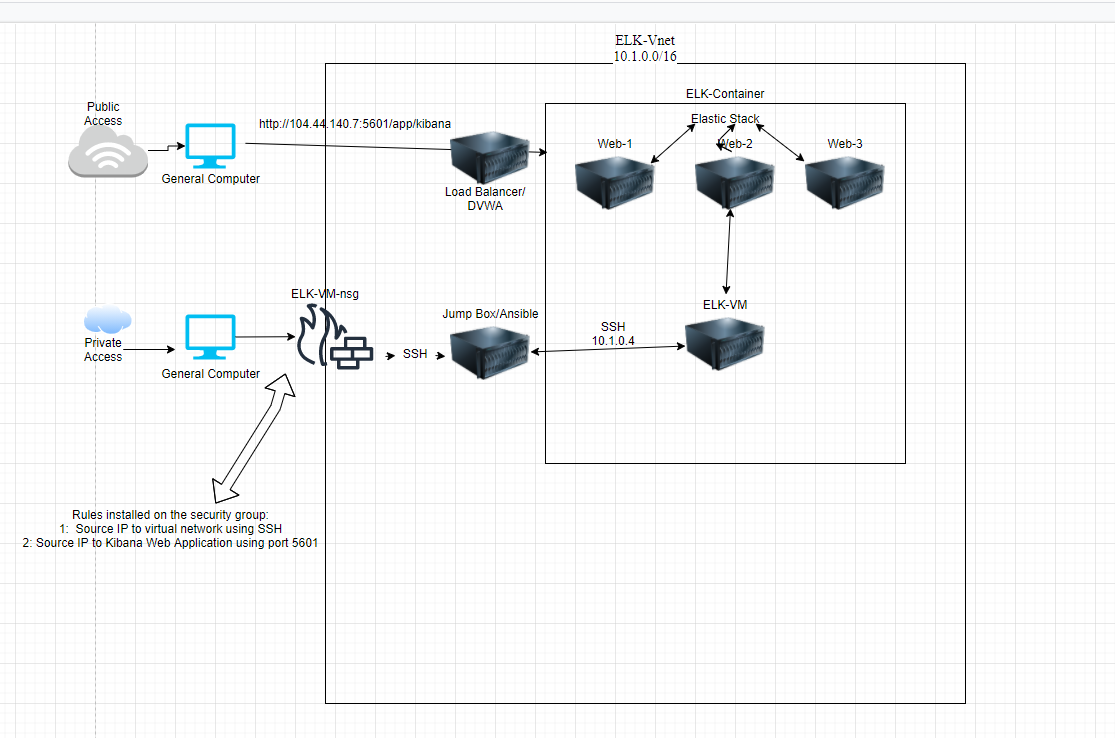 ELK-Vnet
10.1.0.0/16
ELK-Container
Public
Access
Elastic Stack
http://104.44.140.7:5601/app/kibana
Web-1
Web-2
Web-3
General Computer
Load Balancer/
DVWA
ELK-VM-nsg
ELK-VM
Jump Box/Ansible
SSH
10.1.0.4
Private
Access
SSH
General Computer
Rules installed on the security group:
1: Source IP to virtual network using SSH
2: Source IP to Kibana Web Application using port 5601